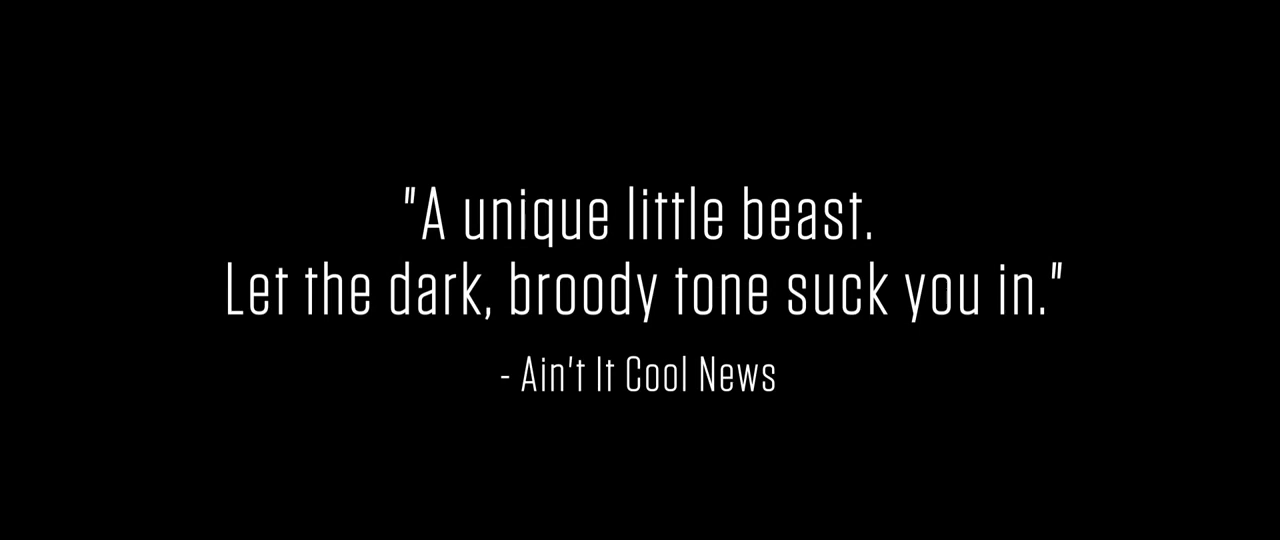 "A unique little beast.
Let the dark, broody tone suck you in."
- Ain't It Cool News